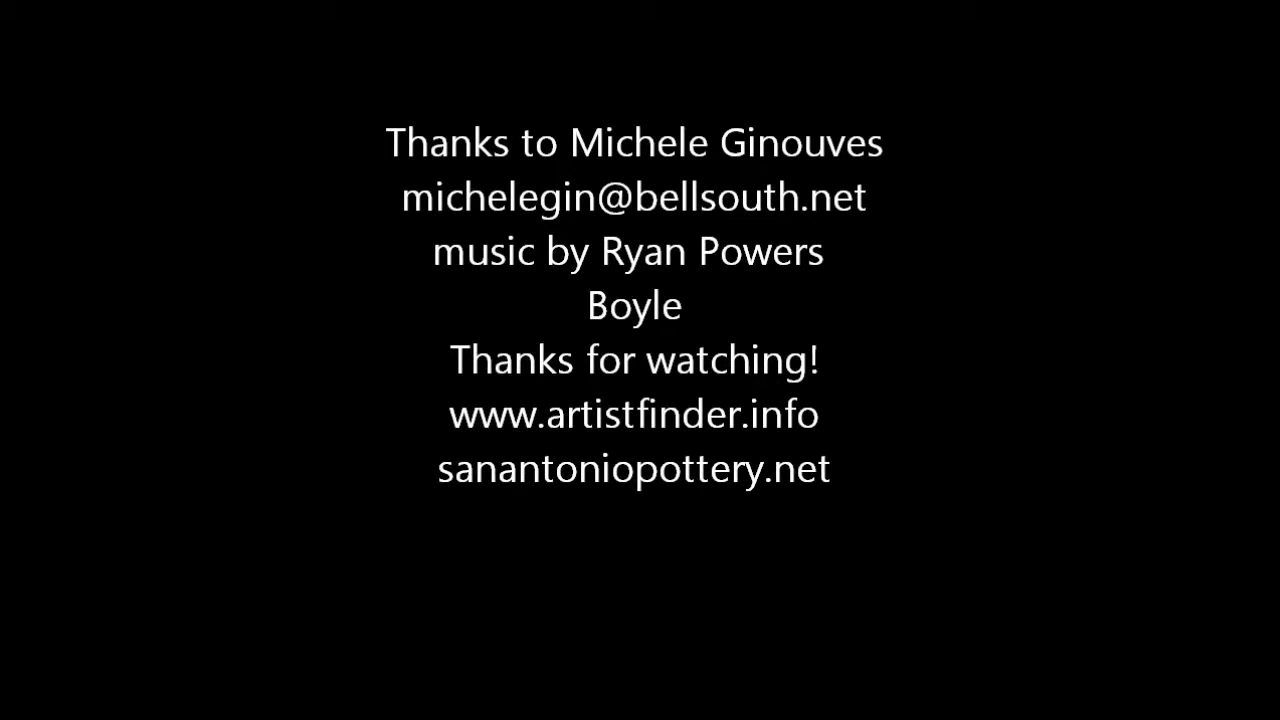 Thanks to Michele Ginouves
michelegin@bellsouth.net
music by Ryan Powers
Boyle
Thanks for watching!
www.artistfinder.info
sanantoniopottery.net